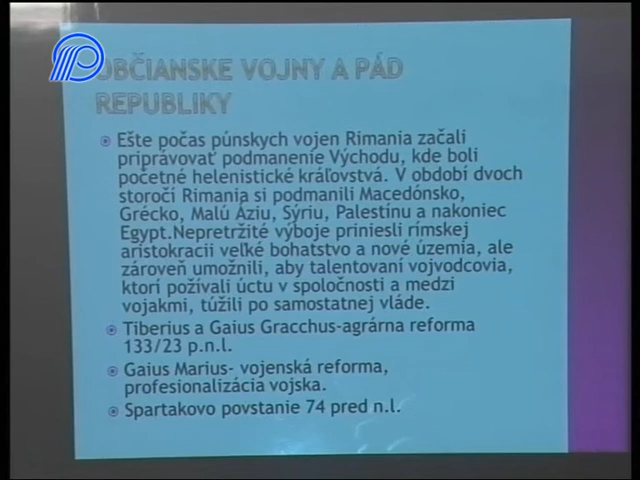 OBČIANSKE VOJNY A PÁD
REPUBLIKY
Ešte počas púnskych vojen Rimania začali
priprávovať podmanenie Východu, kde boli
početné helenistické kráľovstvá. V období dvoch
storočí Rimania si podmanili Macedónsko,
Grécko, Malú Áziu, Sýriu, Palestínu a nakoniec
Egypt.Nepretržité výboje priniesli rímskej
aristokracii veľké bohatstvo a nové územia, ale
zároveň umožnili, aby talentovaní vojvodcovia,
ktorí požívali úctu v spoločnosti a medzi
vojakmi, túžili po samostatnej vláde.
Tiberius a Gaius Gracchus-agrárna reforma
133/23 p.n.l.
Gaius Marius- vojenská reforma,
profesionalizácia vojska.
Spartakovo povstanie 74 pred n.l.